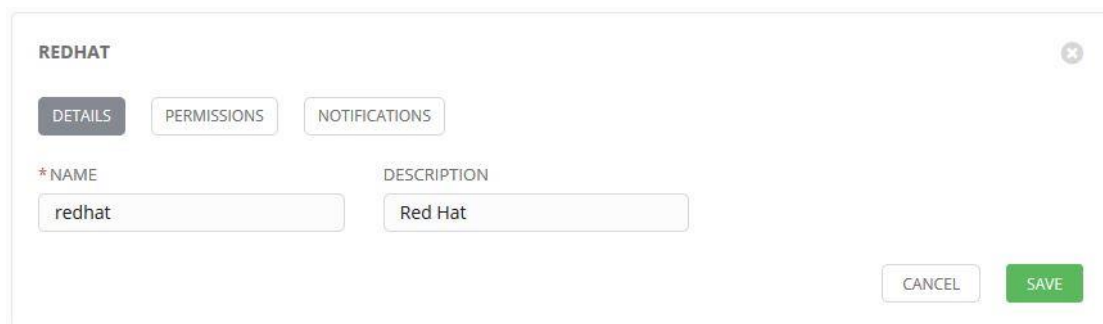 REDHAT
DETAILS PERMISSIONS NOTIFICATIONS
* NAME DESCRIPTION
redhat Red Hat
CANCEL SAVE